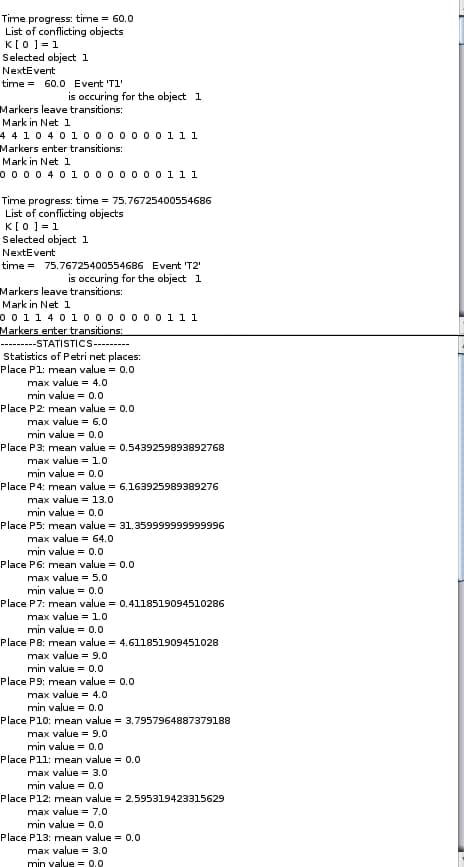 Time progress: time = 60.0
List of conflicting objects
K [ 0 ] = 1
Selected object 1
NextEvent
time = 60.0 Event 'T1'
is occuring for the object 1
Markers leave transitions:
Mark in Net 1
4 4 1 0 4 0 1 0 0 0 0 0 0 0 1 1 1
Markers enter transitions:
Mark in Net 1
0 0 0 0 4 0 1 0 0 0 0 0 0 0 1 1 1
Time progress: time = 75.76725400554686
List of conflicting objects
K [ 0 ] = 1
Selected object 1
NextEvent
time = 75.76725400554686 Event 'T2'
is occuring for the object 1
Markers leave transitions:
Mark in Net 1
0 0 1 1 4 0 1 0 0 0 0 0 0 0 1 1 1
Markers enter transitions:
---------STATISTICS---------
Statistics of Petri net places:
Place P1: mean value = 0.0
max value = 4.0
min value = 0.0
Place P2: mean value = 0.0
max value = 6.0
min value = 0.0
Place P3: mean value = 0.5439259893892768
max value = 1.0
min value = 0.0
Place P4: mean value = 6.163925989389276
max value = 13.0
min value = 0.0
Place P5: mean value = 31.359999999999996
max value = 64.0
min value = 0.0
Place P6: mean value = 0.0
max value = 5.0
min value = 0.0
Place P7: mean value = 0.4118519094510286
max value = 1.0
min value = 0.0
Place P8: mean value = 4.611851909451028
max value = 9.0
min value = 0.0
Place P9: mean value = 0.0
max value = 4.0
min value = 0.0
Place P10: mean value = 3.7957964887379188
max value = 9.0
min value = 0.0
Place P11: mean value = 0.0
max value = 3.0
min value = 0.0
Place P12: mean value = 2.595319423315629
max value = 7.0
min value = 0.0
Place P13: mean value = 0.0
max value = 3.0
min value = 0.0